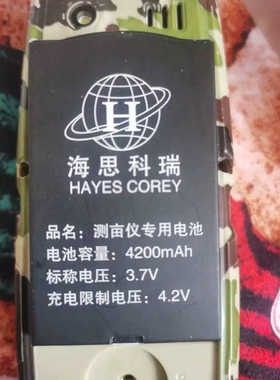 H
海思科瑞
HAYES COREY
品名：测亩仪专用电池
电池容量：4200mAh
标称电压：3.7V
充电限制电压：4.2V